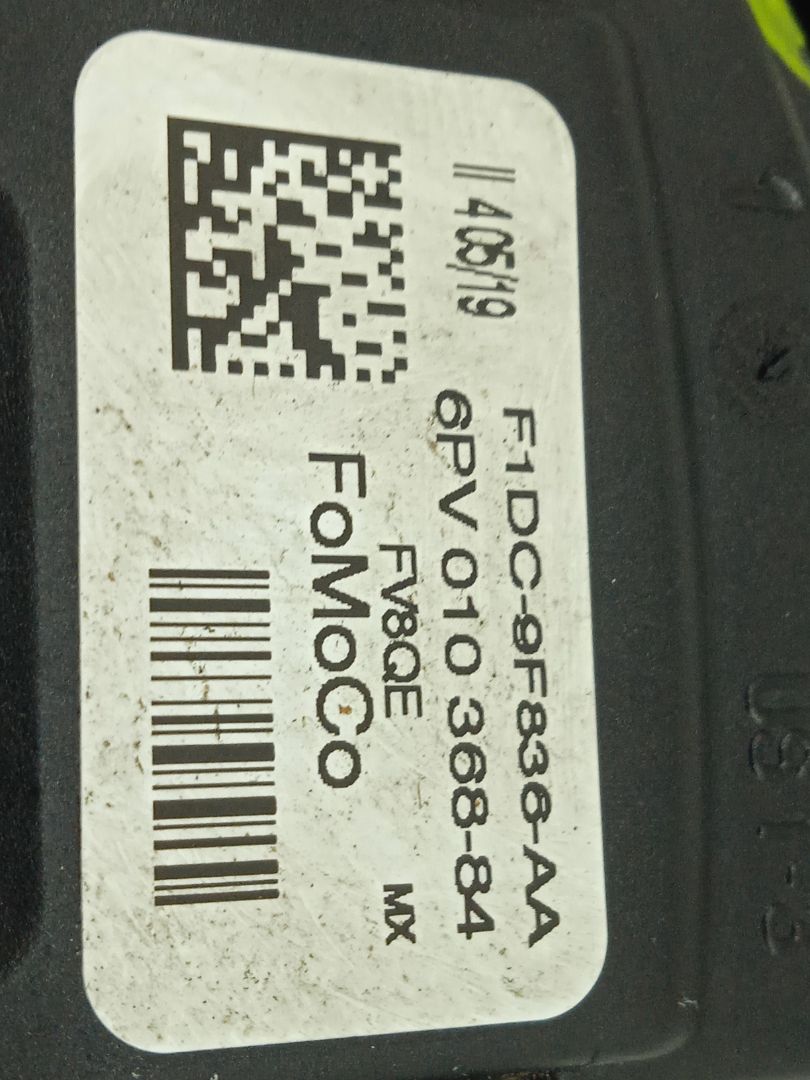 ||| 4 05/19
F1DC-9F836-AA
6PV 010 368-84
FV8QE MX
FoMoCo